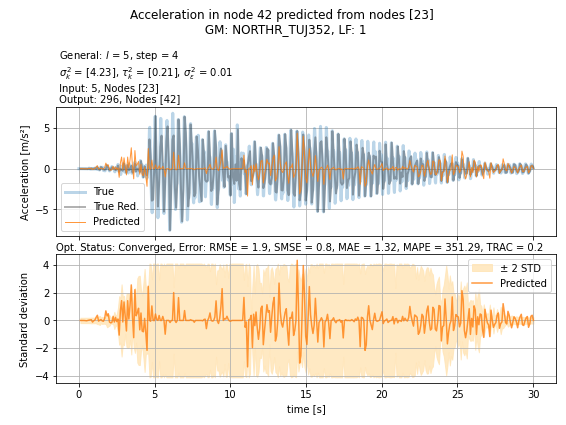 Acceleration in node 42 predicted from nodes [23]
GM: NORTHR_TUJ352, LF: 1
General: l = 5, step = 4
σ²ₖ = [4.23], τ²ₖ = [0.21], σ²ε = 0.01
Input: 5, Nodes [23]
Output: 296, Nodes [42]
Acceleration [m/s²]
5
0
−5
True
True Red.
Predicted
Opt. Status: Converged, Error: RMSE = 1.9, SMSE = 0.8, MAE = 1.32, MAPE = 351.29, TRAC = 0.2
Standard deviation
4
2
0
−2
−4
± 2 STD
Predicted
0 5 10 15 20 25 30
time [s]